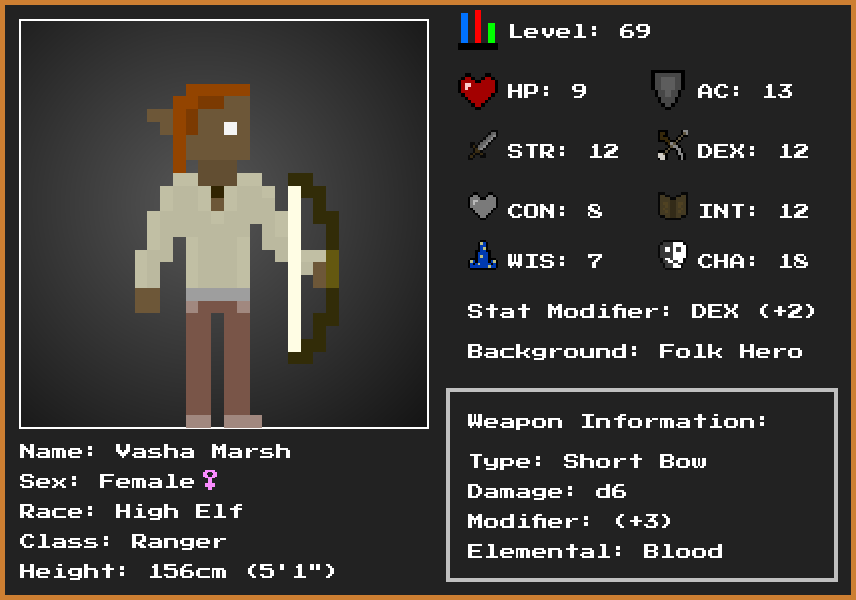 Level: 69
HP: 9 AC: 13
STR: 12 DEX: 12
CON: 8 INT: 12
WIS: 7 CHA: 18
Stat Modifier: DEX (+2)
Background: Folk Hero
Weapon Information:
Type: Short Bow
Damage: d6
Modifier: (+3)
Elemental: Blood
Name: Vasha Marsh
Sex: Female♀
Race: High Elf
Class: Ranger
Height: 156cm (5'1")